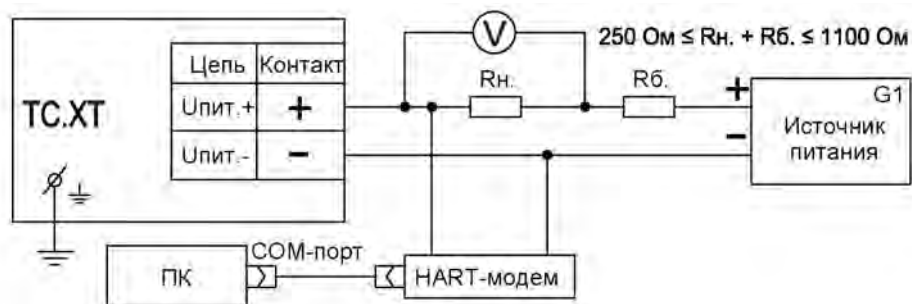 V
250 Ом ≤ Rн. + Rб. ≤ 1100 Ом
Цепь Контакт
Rн.
Rб.
TC.XT
Uпит.+ +
+
G1
Источник
питания
Uпит.- −
−
COM-порт
ПК
HART-модем